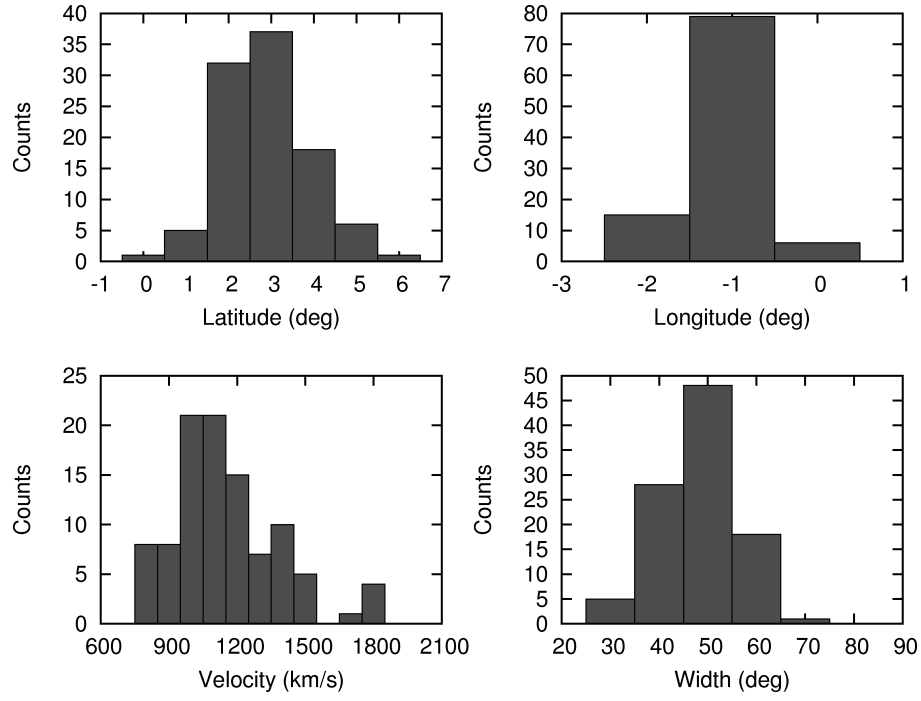 40
35
30
25
20
15
10
5
0
Counts
-1 0 1 2 3 4 5 6 7
Latitude (deg)
80
70
60
50
40
30
20
10
0
Counts
-3 -2 -1 0 1
Longitude (deg)
25
20
15
10
5
0
Counts
600 900 1200 1500 1800 2100
Velocity (km/s)
50
45
40
35
30
25
20
15
10
5
0
Counts
20 30 40 50 60 70 80 90
Width (deg)